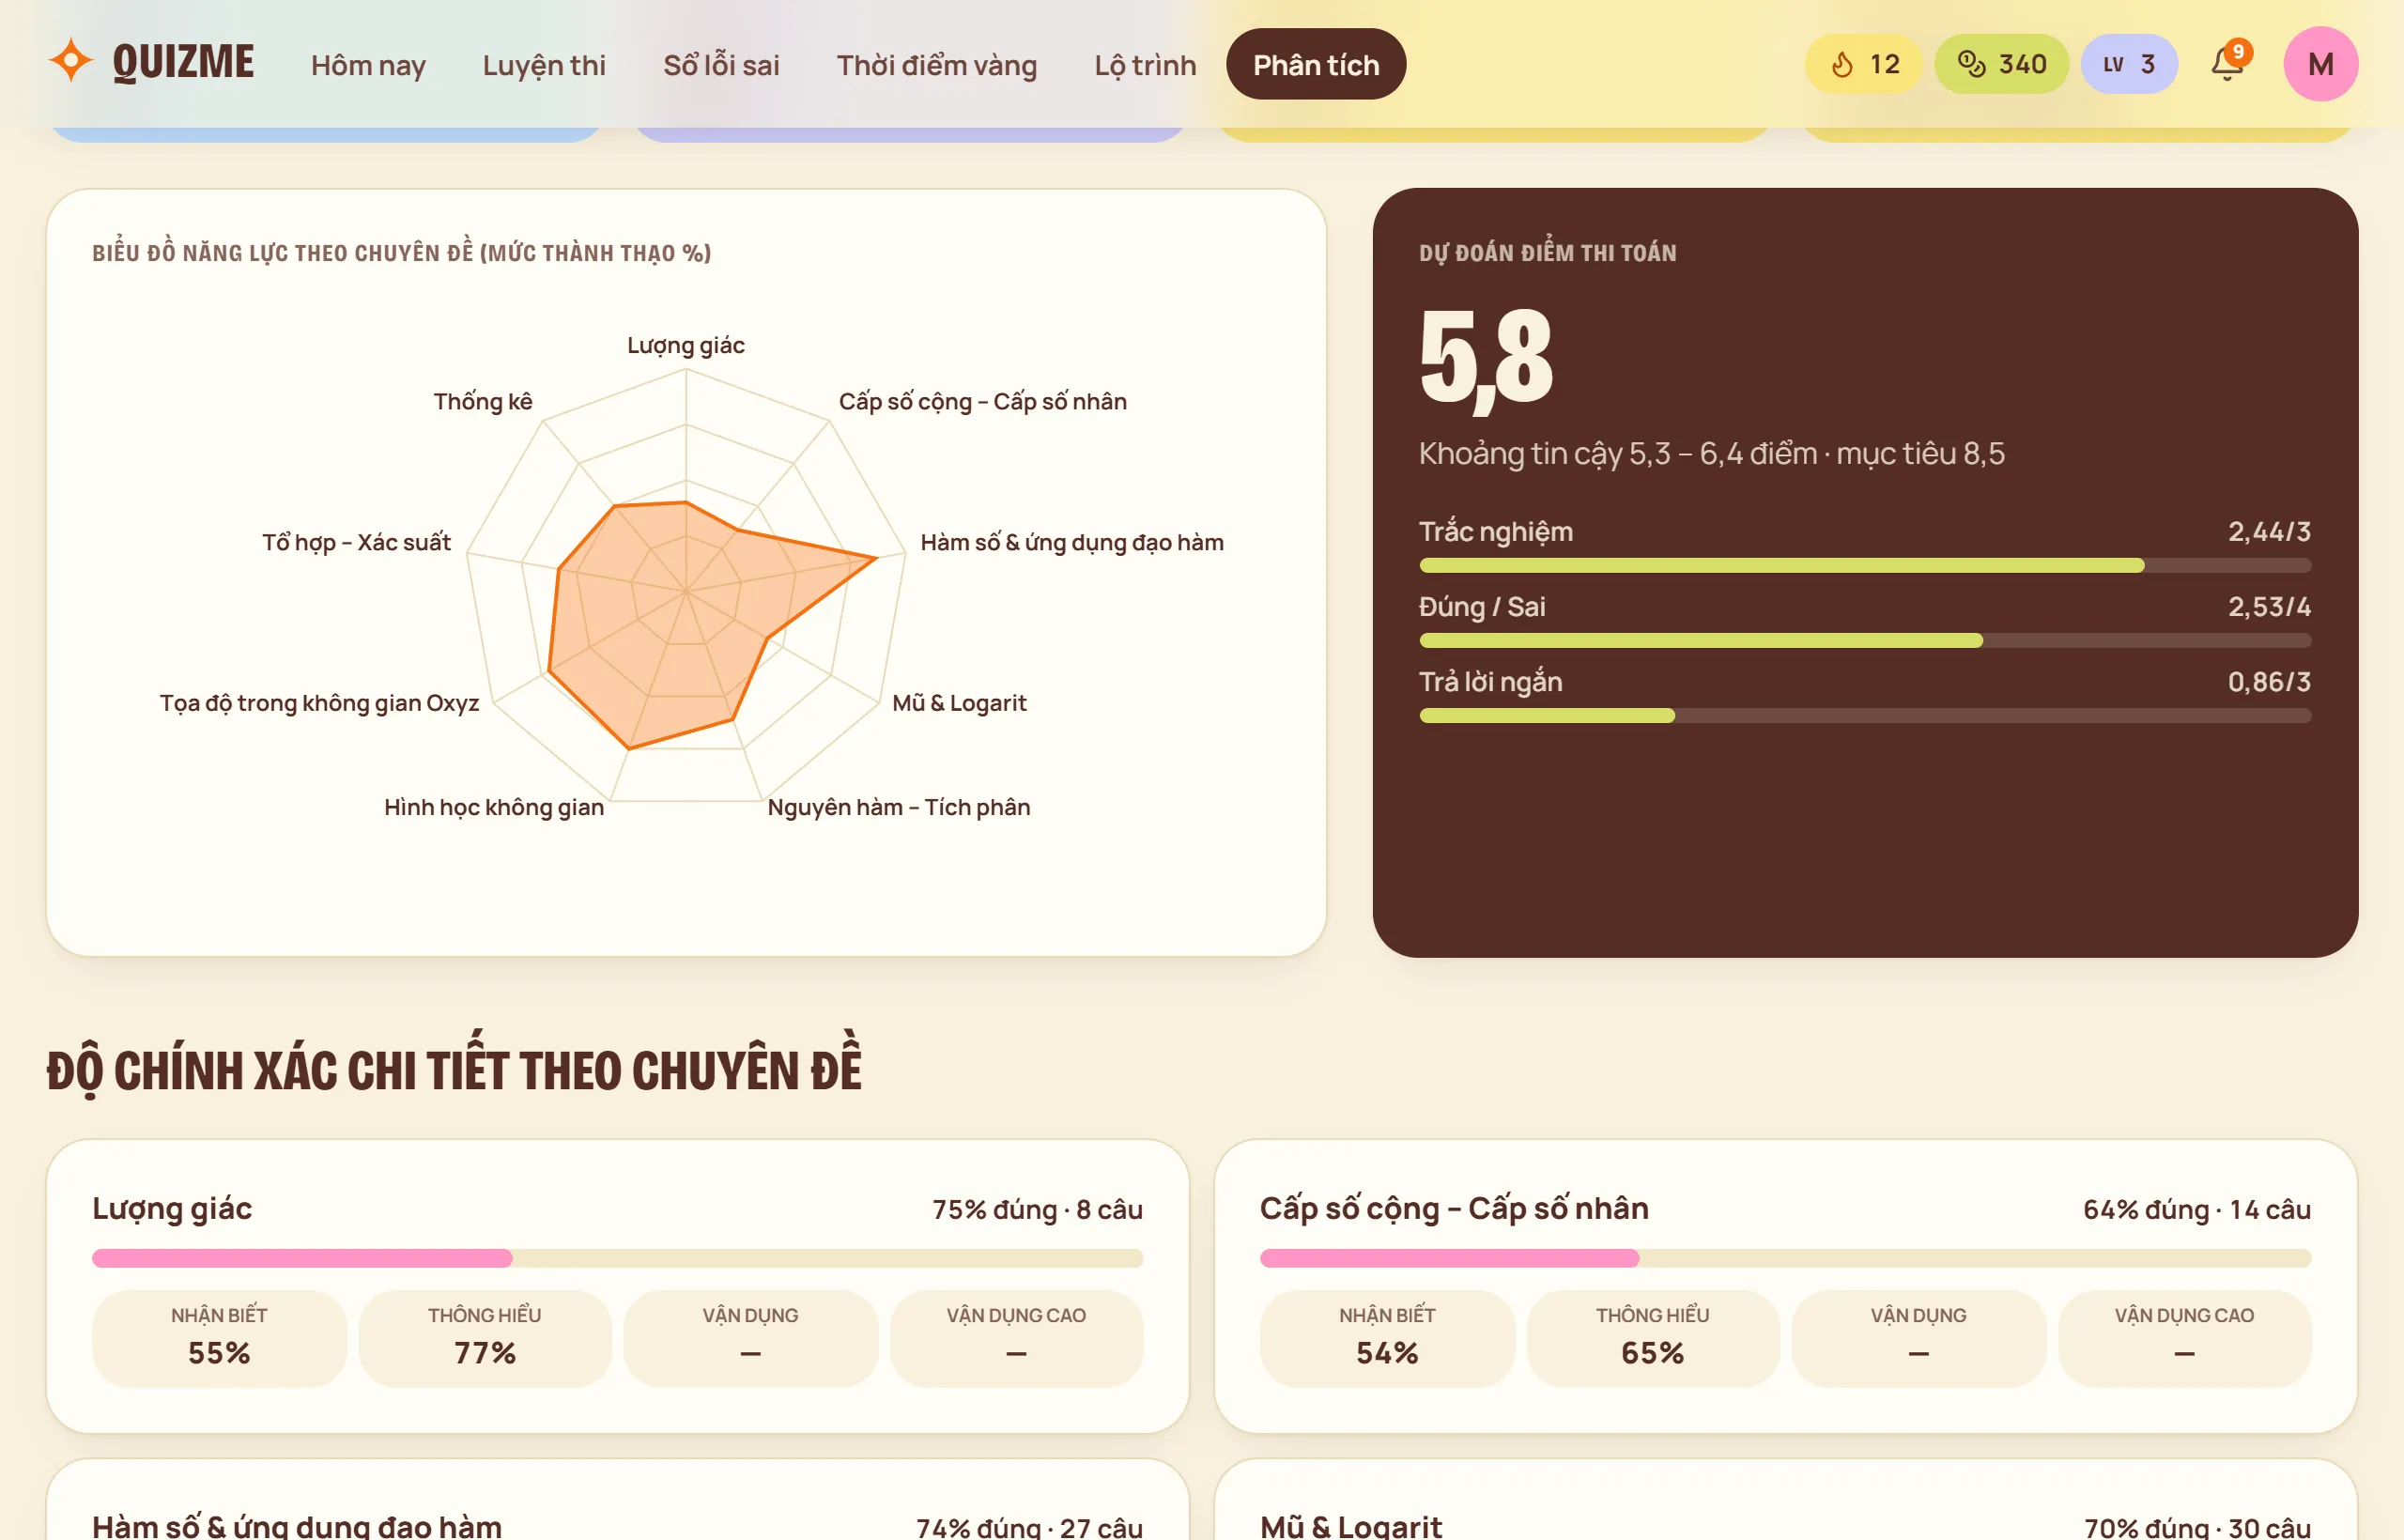 QUIZME
Hôm nay
Luyện thi
Sổ lỗi sai
Thời điểm vàng
Lộ trình
Phân tích
12
340
LV 3
9
M
BIỂU ĐỒ NĂNG LỰC THEO CHUYÊN ĐỀ (MỨC THÀNH THẠO %)
Lượng giác
Thống kê
Cấp số cộng – Cấp số nhân
Tổ hợp – Xác suất
Hàm số & ứng dụng đạo hàm
Tọa độ trong không gian Oxyz
Mũ & Logarit
Hình học không gian
Nguyên hàm – Tích phân
DỰ ĐOÁN ĐIỂM THI TOÁN
5,8
Khoảng tin cậy 5,3 – 6,4 điểm · mục tiêu 8,5
Trắc nghiệm 2,44/3
Đúng / Sai 2,53/4
Trả lời ngắn 0,86/3
ĐỘ CHÍNH XÁC CHI TIẾT THEO CHUYÊN ĐỀ
Lượng giác 75% đúng · 8 câu
NHẬN BIẾT
55%
THÔNG HIỂU
77%
VẬN DỤNG
–
VẬN DỤNG CAO
–
Cấp số cộng – Cấp số nhân 64% đúng · 14 câu
NHẬN BIẾT
54%
THÔNG HIỂU
65%
VẬN DỤNG
–
VẬN DỤNG CAO
–
Hàm số & ứng dụng đạo hàm 74% đúng · 27 câu
Mũ & Logarit 70% đúng · 30 câu